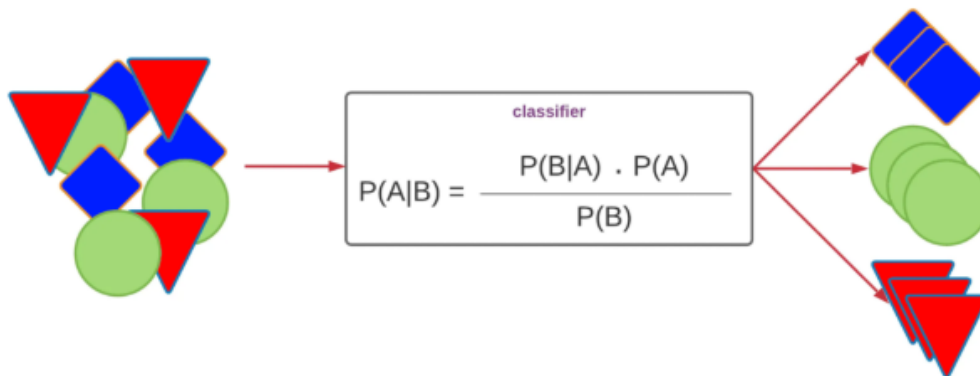 classifier
P(A|B) = P(B|A) . P(A)
P(B)